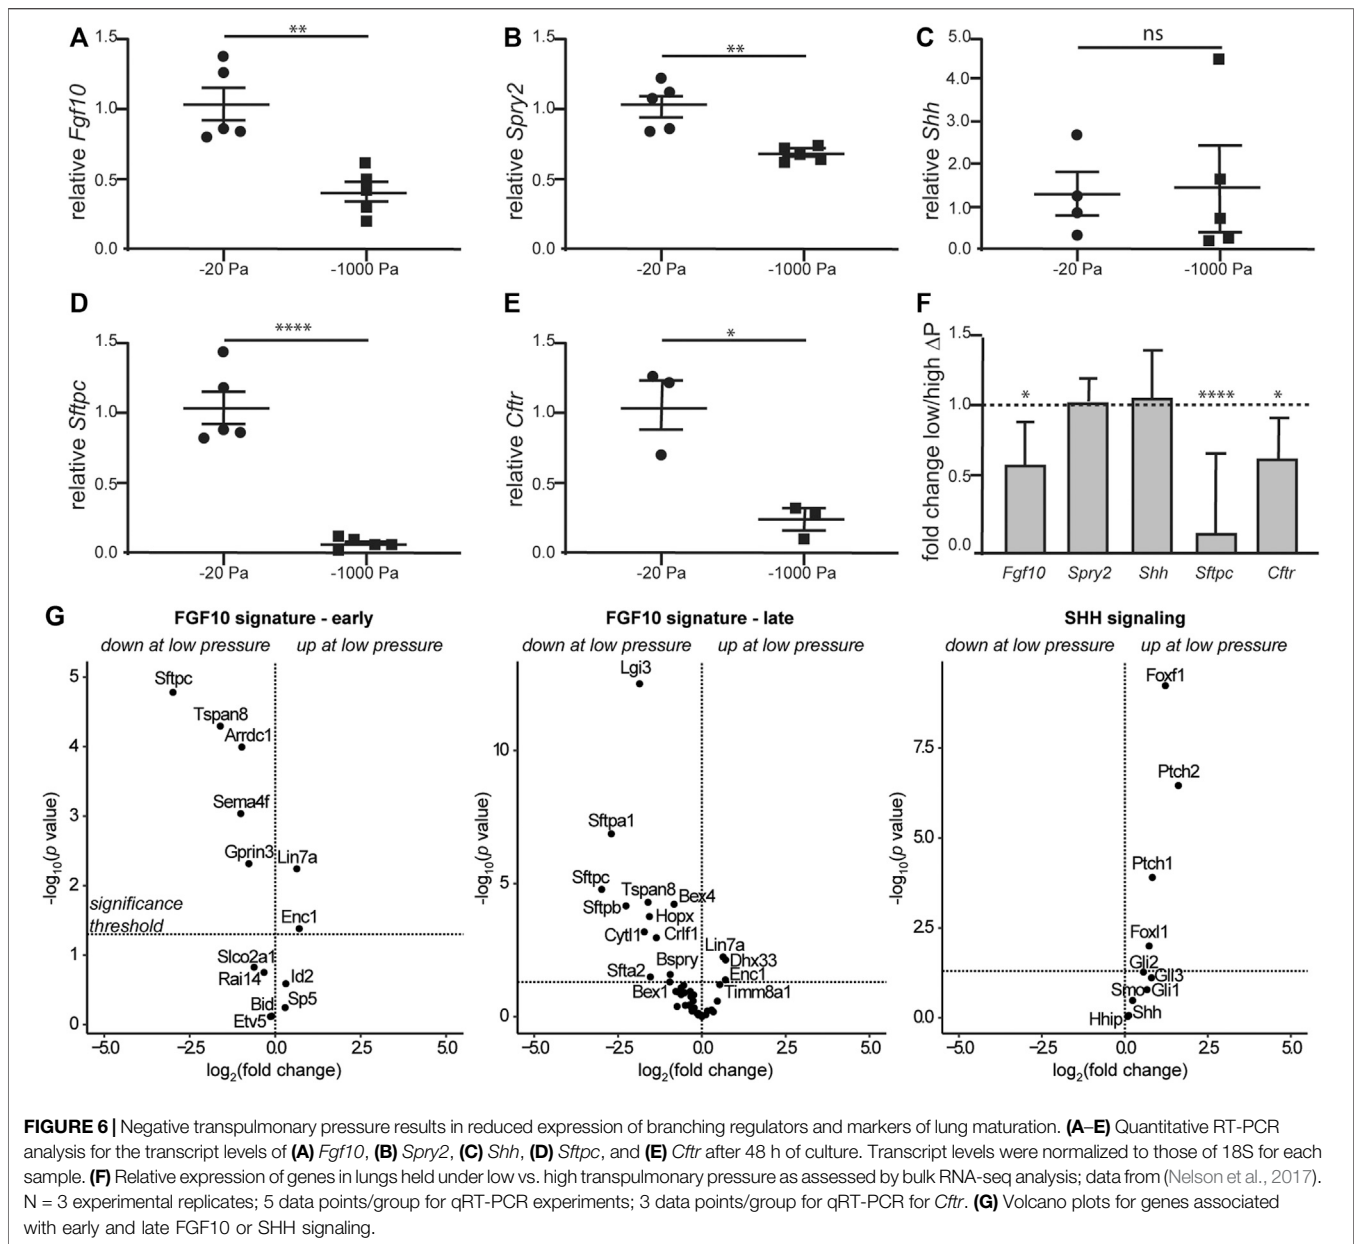 A
B
C
**
**
ns
1.5
1.0
0.5
0.0
relative Fgf10
-20 Pa
-1000 Pa
1.5
1.0
0.5
0.0
relative Spry2
-20 Pa
-1000 Pa
5.0
4.0
3.0
2.0
1.0
0.0
relative Shh
-20 Pa
-1000 Pa
D
E
F
****
*
1.5
1.0
0.5
0.0
relative Sftpc
-20 Pa
-1000 Pa
1.5
1.0
0.5
0.0
relative Cftr
-20 Pa
-1000 Pa
1.5
1.0
0.5
0.0
fold change low/high ΔP
*
****
*
Fgf10
Spry2
Shh
Sftpc
Cftr
G
FGF10 signature - early
down at low pressure
up at low pressure
5
4
3
2
1
0
-log10(p value)
Sftpc
Tspan8
Arrdc1
Sema4f
Gprin3
Lin7a
Enc1
significance
threshold
Slco2a1
Rai14
Id2
Bid
Sp5
Etv5
-5.0
-2.5
0.0
2.5
5.0
log2(fold change)
FGF10 signature - late
down at low pressure
up at low pressure
10
5
0
-log10(p value)
Lgi3
Sftpa1
Sftpc
Tspan8
Bex4
Sftpb
Hopx
Cytl1
Crlf1
Lin7a
Bspry
Dhx33
Sfta2
Enc1
Bex1
Timm8a1
-5.0
-2.5
0.0
2.5
5.0
log2(fold change)
SHH signaling
down at low pressure
up at low pressure
7.5
5.0
2.5
0.0
-log10(p value)
Foxf1
Ptch2
Ptch1
Foxl1
Gli2
Gli3
Smo
Gli1
Shh
Hhip
-5.0
-2.5
0.0
2.5
5.0
log2(fold change)
FIGURE 6 | Negative transpulmonary pressure results in reduced expression of branching regulators and markers of lung maturation. (A–E) Quantitative RT-PCR
analysis for the transcript levels of (A) Fgf10, (B) Spry2, (C) Shh, (D) Sftpc, and (E) Cftr after 48 h of culture. Transcript levels were normalized to those of 18S for each
sample. (F) Relative expression of genes in lungs held under low vs. high transpulmonary pressure as assessed by bulk RNA-seq analysis; data from (Nelson et al., 2017).
N = 3 experimental replicates; 5 data points/group for qRT-PCR experiments; 3 data points/group for qRT-PCR for Cftr. (G) Volcano plots for genes associated
with early and late FGF10 or SHH signaling.